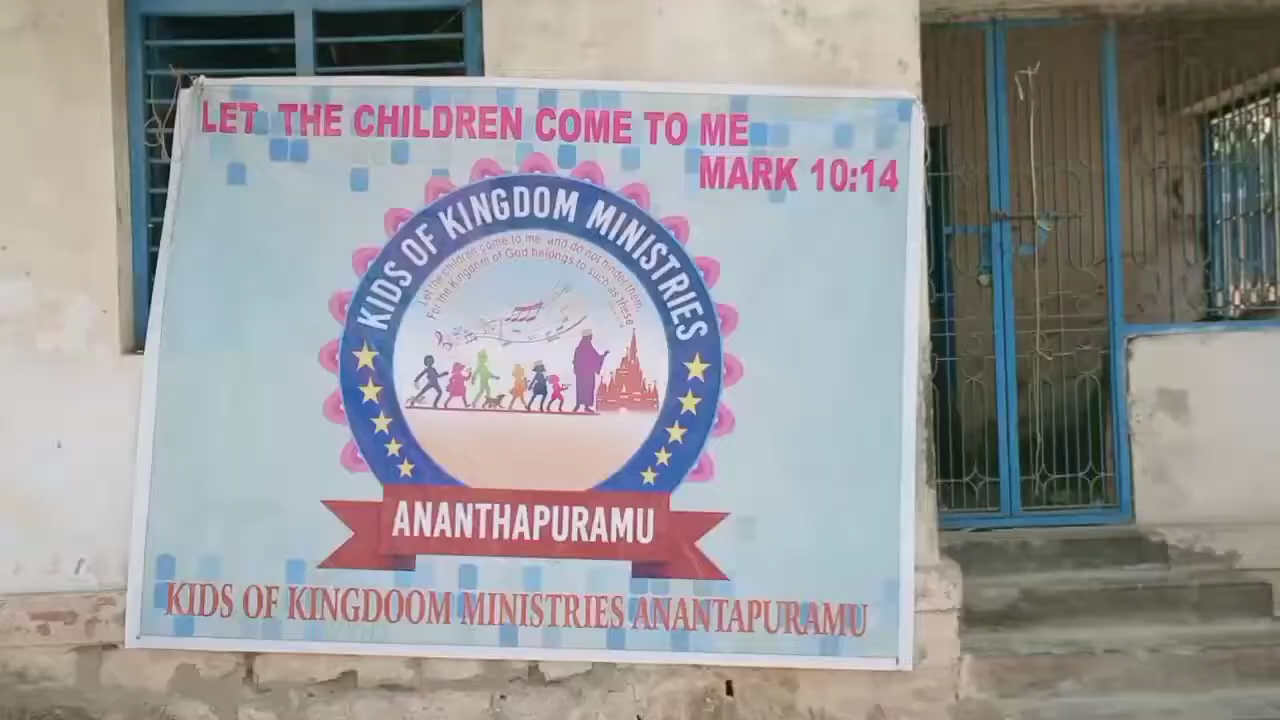 LET THE CHILDREN COME TO ME
MARK 10:14
KIDS OF KINGDOM MINISTRIES
Let the children come to me, and do not hinder them,
For the Kingdom of God belongs to such as these
ANANTHAPURAMU
KIDS OF KINGDOOM MINISTRIES ANANTAPURAMU